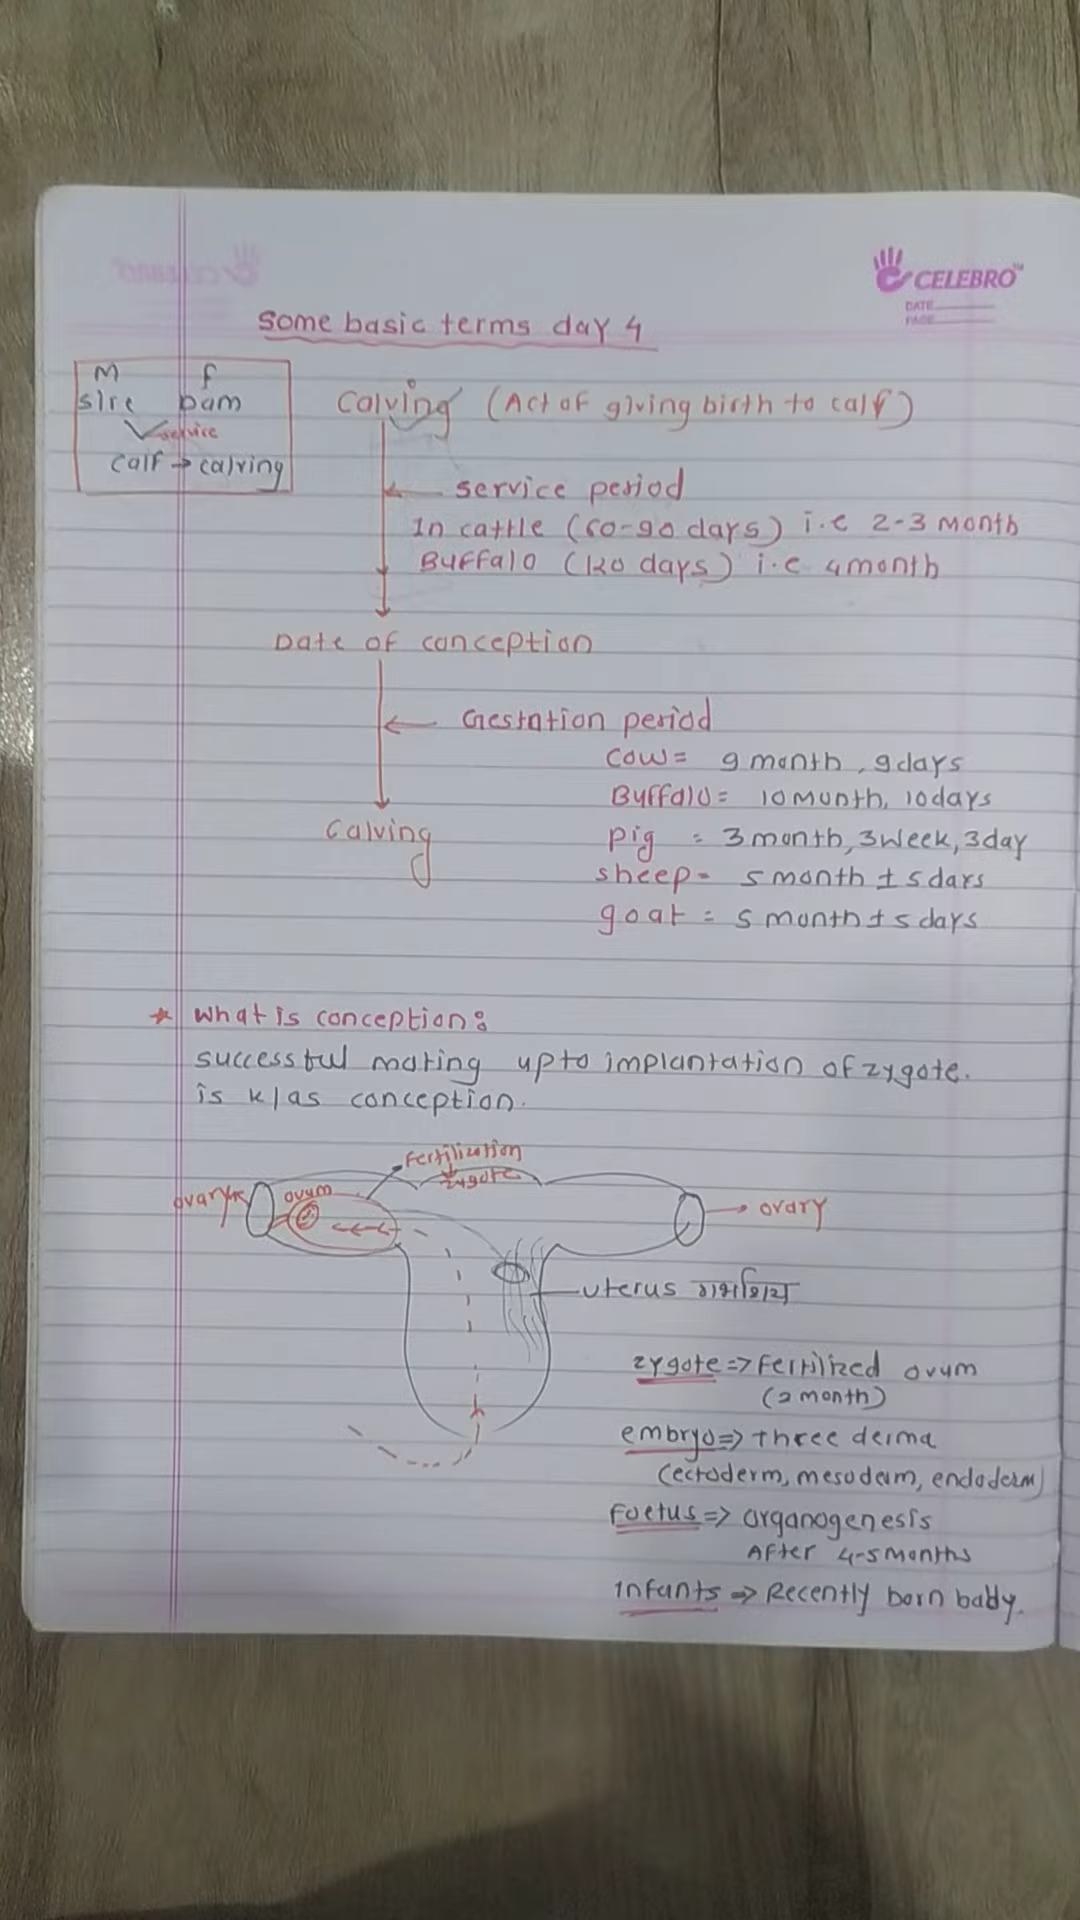 CELEBRO™
DATE
PAGE
Some basic terms day 4
M F
sire Dam
service
calf → calving
Calving (Act of giving birth to calf)
service period
In cattle (60-90 days) i.e 2-3 month
Buffalo (120 days) i.e 4 month
Date of conception
Gestation period
Cow = 9 month, 9 days
Buffalo = 10 month, 10 days
Calving
pig = 3 month, 3 week, 3 day
sheep = 5 month ± 5 days
goat = 5 month ± 5 days
* What is conception:
successful mating upto implantation of zygote.
is k/as conception.
Fertilization
zygote
ovary ovum
ovary
uterus गर्भाशय
zygote => Fertilized ovum
(2 month)
embryo => three derma
(ectoderm, mesoderm, endoderm)
Foetus => organogenesis
After 4-5 months
Infants => Recently born baby.